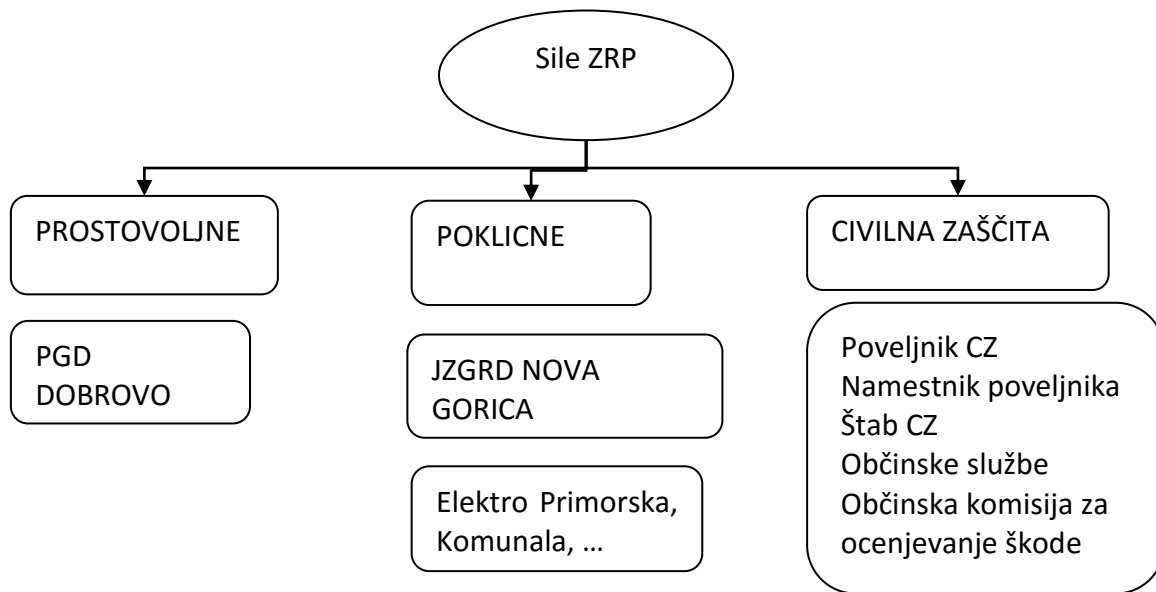 Sile ZRP
PROSTOVOLJNE
POKLICNE
CIVILNA ZAŠČITA
PGD
DOBROVO
JZGRD NOVA
GORICA
Elektro Primorska,
Komunala, ...
Poveljnik CZ
Namestnik poveljnika
Štab CZ
Občinske službe
Občinska komisija za
ocenjevanje škode